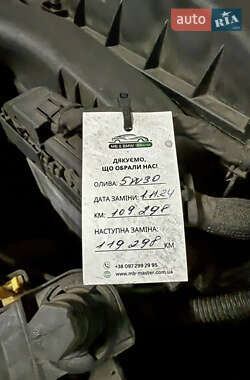 AUTO
RIA
MB & BMW
ДЯКУЄМО,
ЩО ОБРАЛИ НАС!
ОЛИВА: 5W30
ДАТА ЗАМІНИ: 1.11.24
КМ: 109 298
НАСТУПНА ЗАМІНА:
119 298 КМ
+38 097 299 29 95
www.mb-master.com.ua